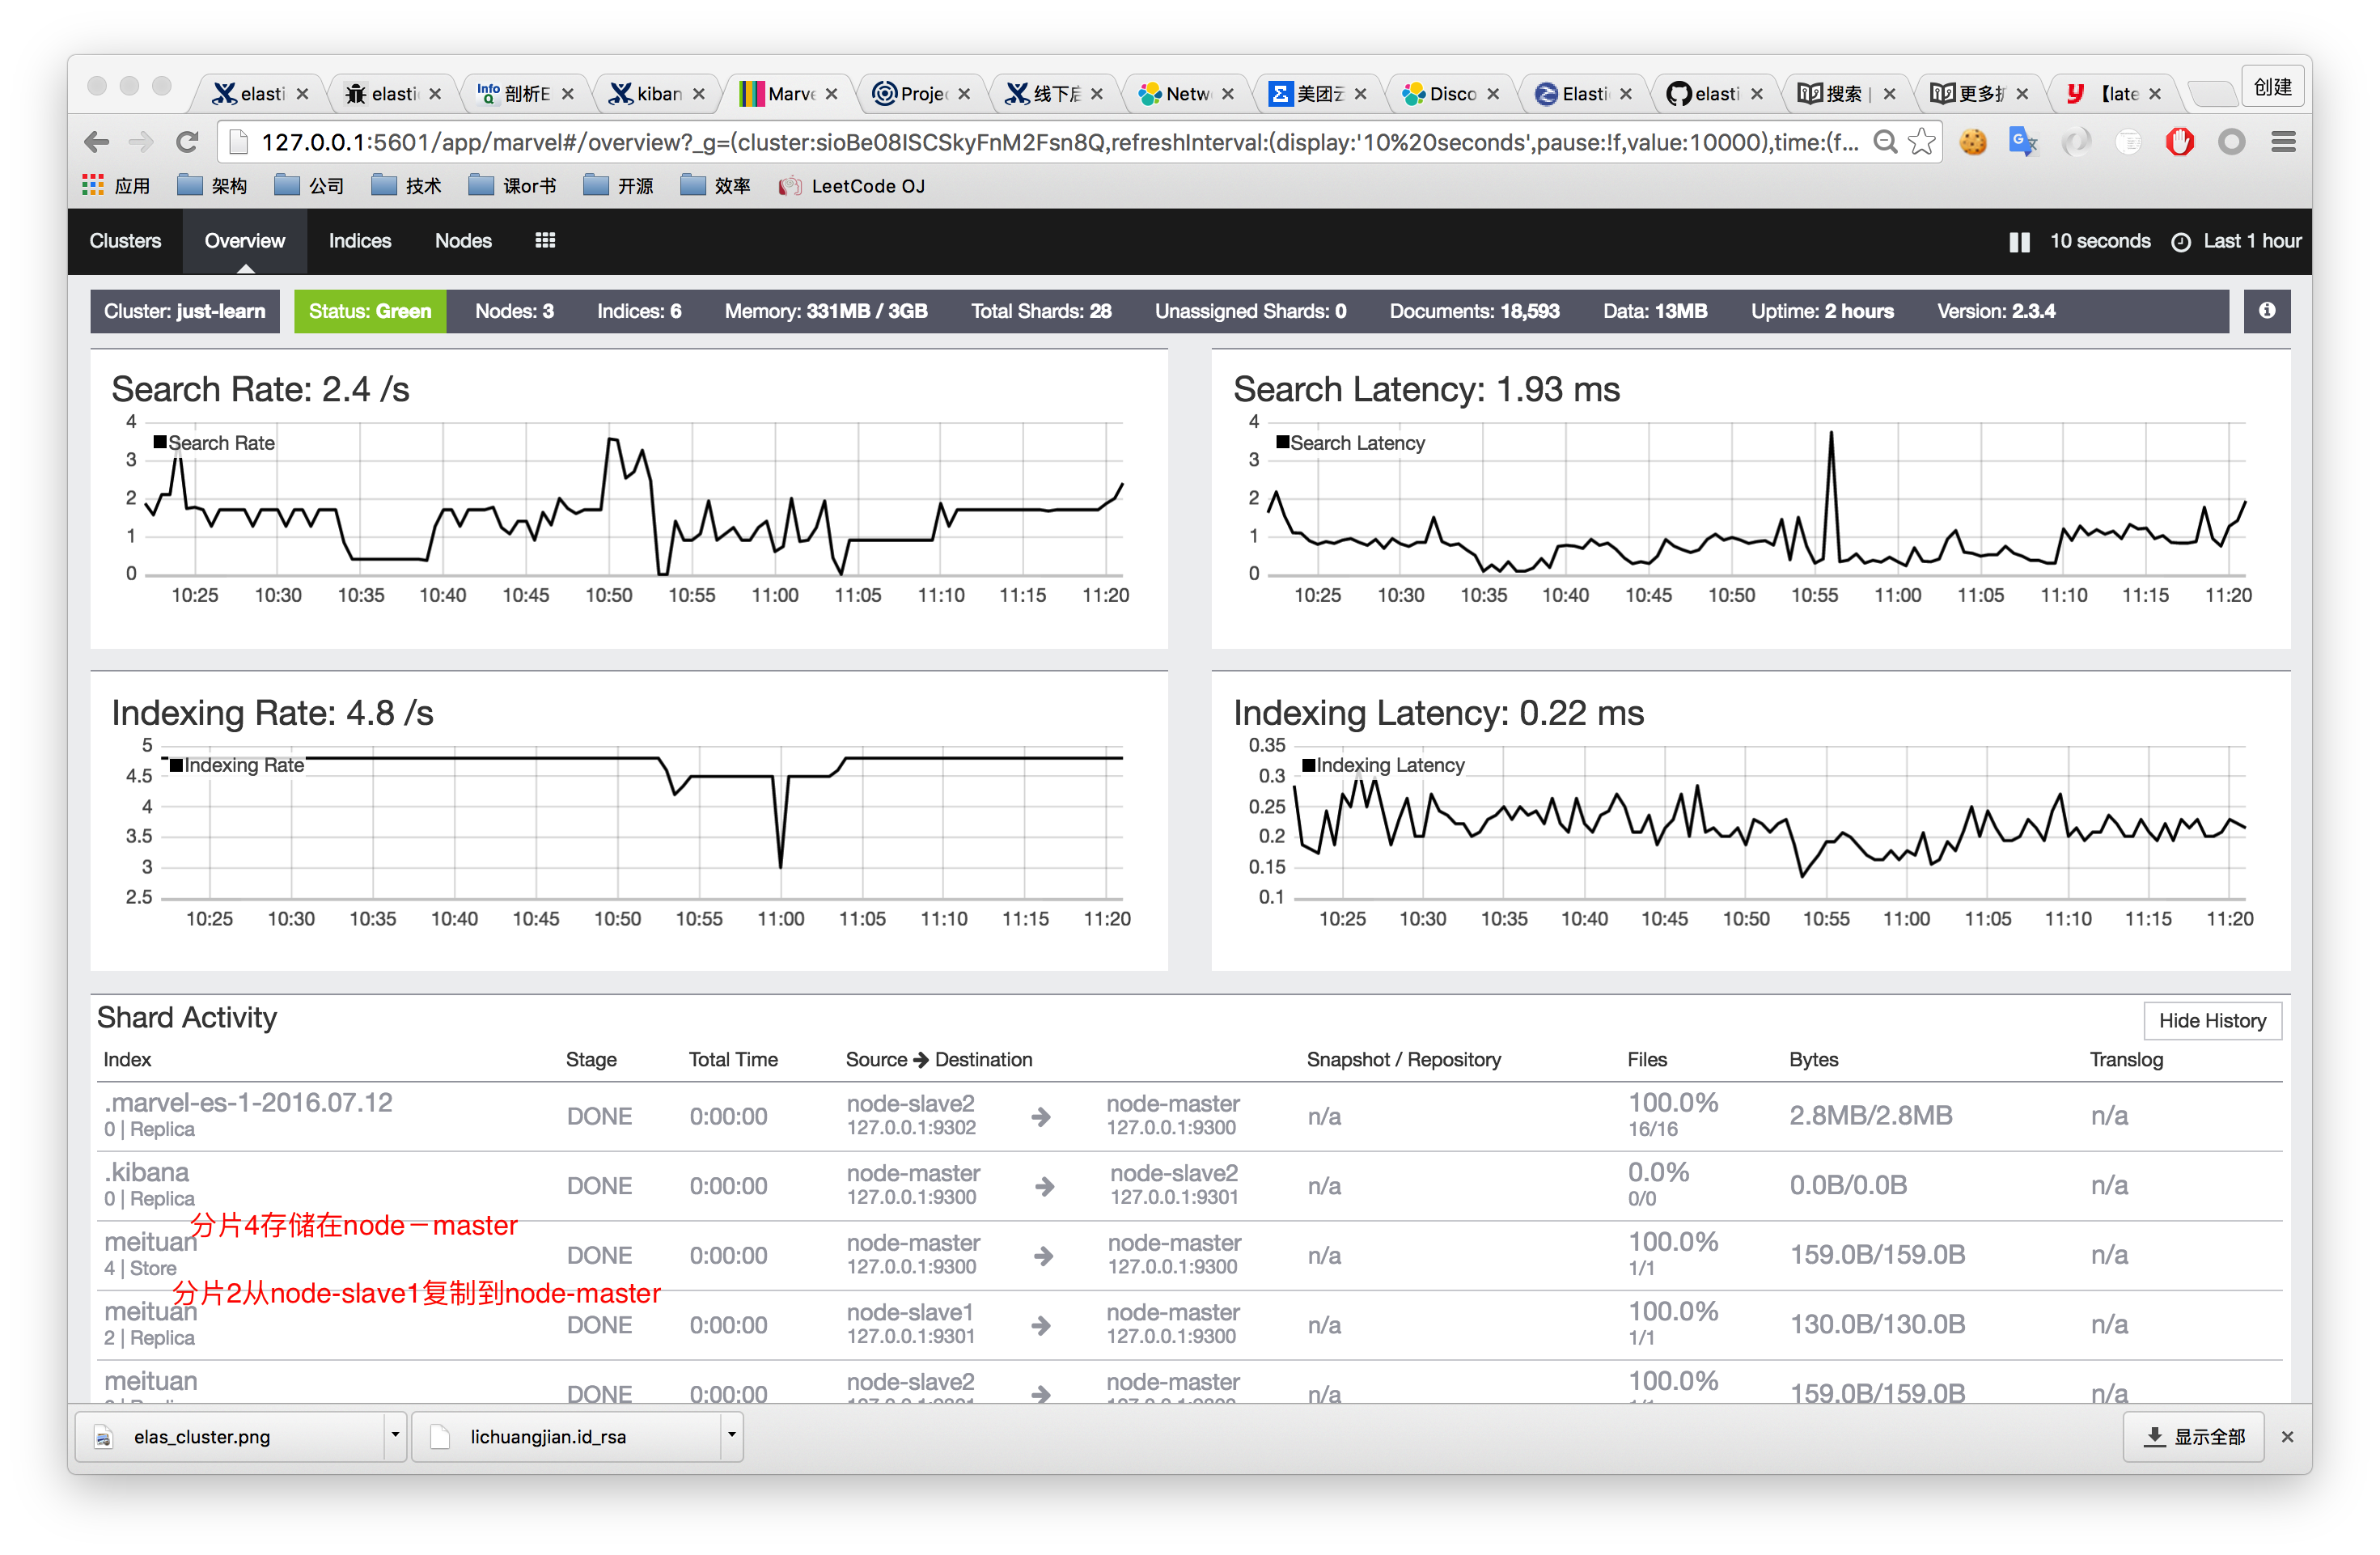 elasti
elasti
InfoQ 剖析E
kiban
Marve
Projec
线下启
Netw
美团云
Disco
Elasti
elasti
搜索 |
更多扩
【late
创建
127.0.0.1:5601/app/marvel#/overview?_g=(cluster:sioBe08ISCSkyFnM2Fsn8Q,refreshInterval:(display:'10%20seconds',pause:!f,value:10000),time:(f...
应用 架构 公司 技术 课or书 开源 效率 LeetCode OJ
Clusters Overview Indices Nodes 10 seconds Last 1 hour
Cluster: just-learn Status: Green Nodes: 3 Indices: 6 Memory: 331MB / 3GB Total Shards: 28 Unassigned Shards: 0 Documents: 18,593 Data: 13MB Uptime: 2 hours Version: 2.3.4
Search Rate: 2.4 /s
Search Rate
4
3
2
1
0
10:25 10:30 10:35 10:40 10:45 10:50 10:55 11:00 11:05 11:10 11:15 11:20
Search Latency: 1.93 ms
Search Latency
4
3
2
1
0
10:25 10:30 10:35 10:40 10:45 10:50 10:55 11:00 11:05 11:10 11:15 11:20
Indexing Rate: 4.8 /s
Indexing Rate
5
4.5
4
3.5
3
2.5
10:25 10:30 10:35 10:40 10:45 10:50 10:55 11:00 11:05 11:10 11:15 11:20
Indexing Latency: 0.22 ms
Indexing Latency
0.35
0.3
0.25
0.2
0.15
0.1
10:25 10:30 10:35 10:40 10:45 10:50 10:55 11:00 11:05 11:10 11:15 11:20
Shard Activity Hide History
Index Stage Total Time Source → Destination Snapshot / Repository Files Bytes Translog
.marvel-es-1-2016.07.12 DONE 0:00:00 node-slave2 → node-master n/a 100.0% 2.8MB/2.8MB n/a
0 | Replica 127.0.0.1:9302 127.0.0.1:9300 16/16
.kibana DONE 0:00:00 node-master → node-slave2 n/a 0.0% 0.0B/0.0B n/a
0 | Replica 127.0.0.1:9300 127.0.0.1:9301 0/0
分片4存储在node－master
meituan DONE 0:00:00 node-master → node-master n/a 100.0% 159.0B/159.0B n/a
4 | Store 127.0.0.1:9300 127.0.0.1:9300 1/1
分片2从node-slave1复制到node-master
meituan DONE 0:00:00 node-slave1 → node-master n/a 100.0% 130.0B/130.0B n/a
2 | Replica 127.0.0.1:9301 127.0.0.1:9300 1/1
meituan DONE 0:00:00 node-slave2 → node-master n/a 100.0% 159.0B/159.0B n/a
elas_cluster.png lichuangjian.id_rsa 显示全部